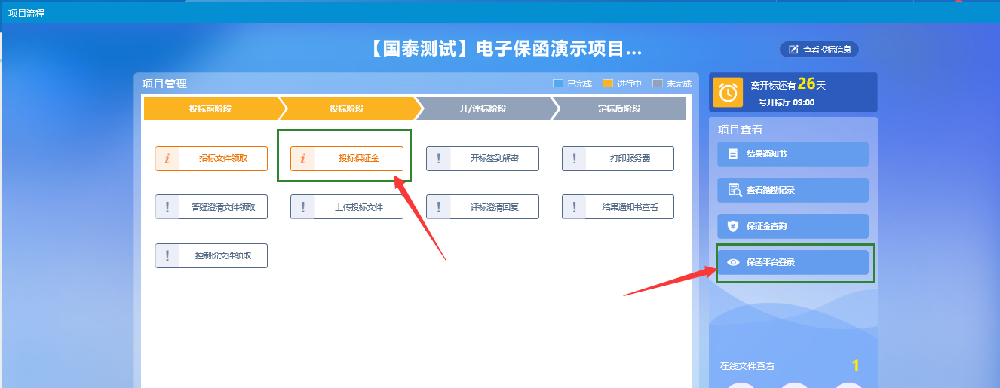 项目流程
【国泰测试】电子保函演示项目...
查看投标信息
项目管理
已完成 进行中 未完成
投标前阶段 投标阶段 开/评标阶段 定标后阶段
招标文件领取 投标保证金 开标签到解密 打印服务费
答疑澄清文件领取 上传投标文件 评标澄清回复 结果通知书查看
控制价文件领取
离开标还有26天
一号开标厅 09:00
项目查看
结果通知书
查看踏勘记录
保证金查询
保函平台登录
在线文件查看 1